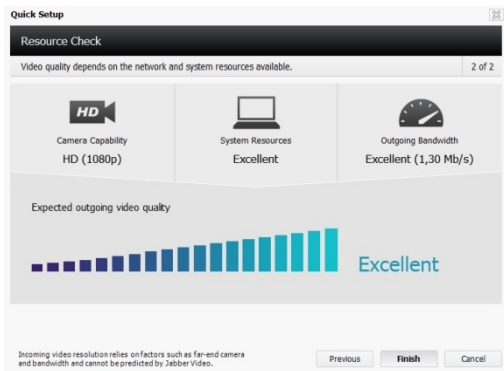 Quick Setup
Resource Check
Video quality depends on the network and system resources available.
2 of 2
HD
Camera Capability
HD (1080p)
System Resources
Excellent
Outgoing Bandwidth
Excellent (1,30 Mb/s)
Expected outgoing video quality
Excellent
Incoming video resolution relies on factors such as far-end camera
and bandwidth and cannot be predicted by Jabber Video.
Previous
Finish
Cancel